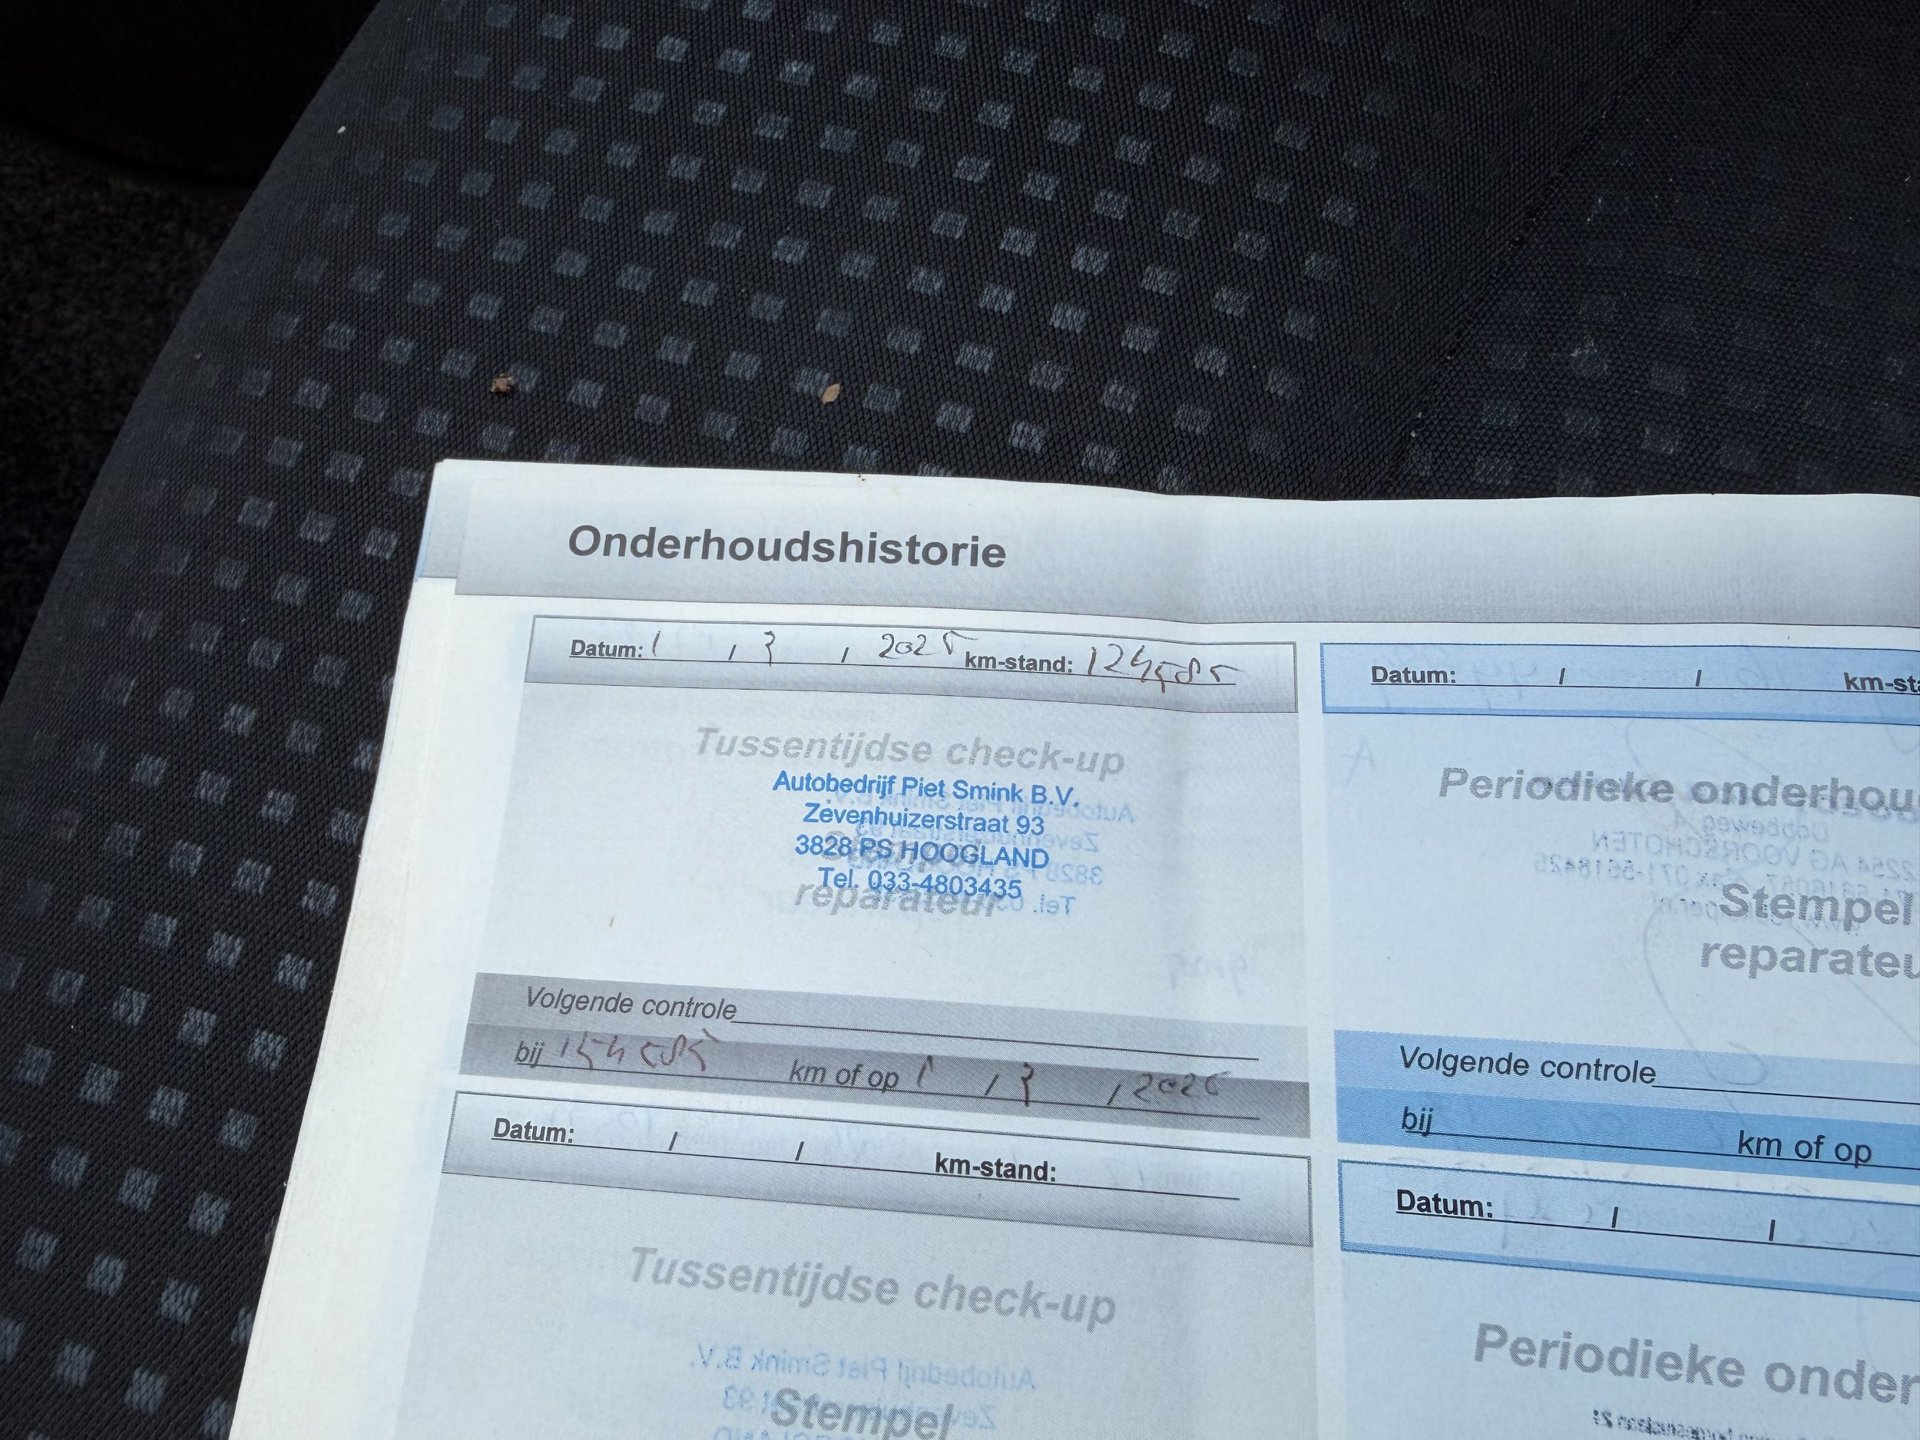 Onderhoudshistorie
Datum: 1 / 3 / 2025 km-stand: 124585
Tussentijdse check-up
Autobedrijf Piet Smink B.V.
Zevenhuizerstraat 93
3828 PS HOOGLAND
Tel. 033-4803435
reparateur
Volgende controle
bij 154585 km of op 1 / 3 / 2026
Datum: / / km-stand:
Tussentijdse check-up
Stempel
Datum: / / km-sta
Periodieke onderhou
Stempel
reparateu
Volgende controle
bij km of op
Datum: / /
Periodieke onder